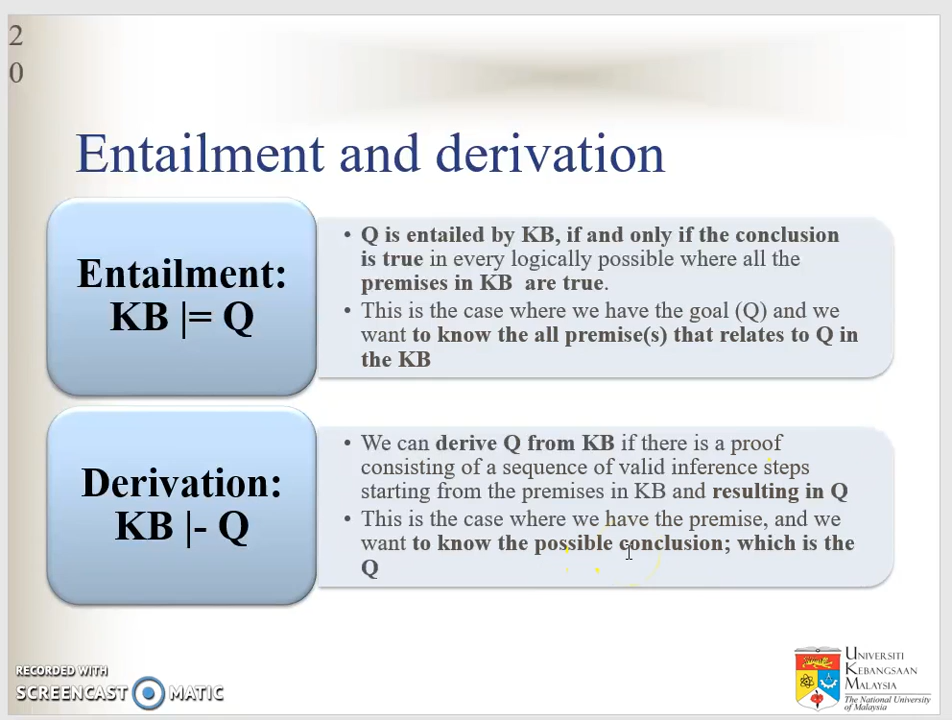 2
0
Entailment and derivation
Entailment:
KB |= Q
• Q is entailed by KB, if and only if the conclusion
is true in every logically possible where all the
premises in KB are true.
• This is the case where we have the goal (Q) and we
want to know the all premise(s) that relates to Q in
the KB
Derivation:
KB |- Q
• We can derive Q from KB if there is a proof
consisting of a sequence of valid inference steps
starting from the premises in KB and resulting in Q
• This is the case where we have the premise, and we
want to know the possible conclusion; which is the
Q
RECORDED WITH
SCREENCAST MATIC
UNIVERSITI
KEBANGSAAN
MALAYSIA
The National University
of Malaysia